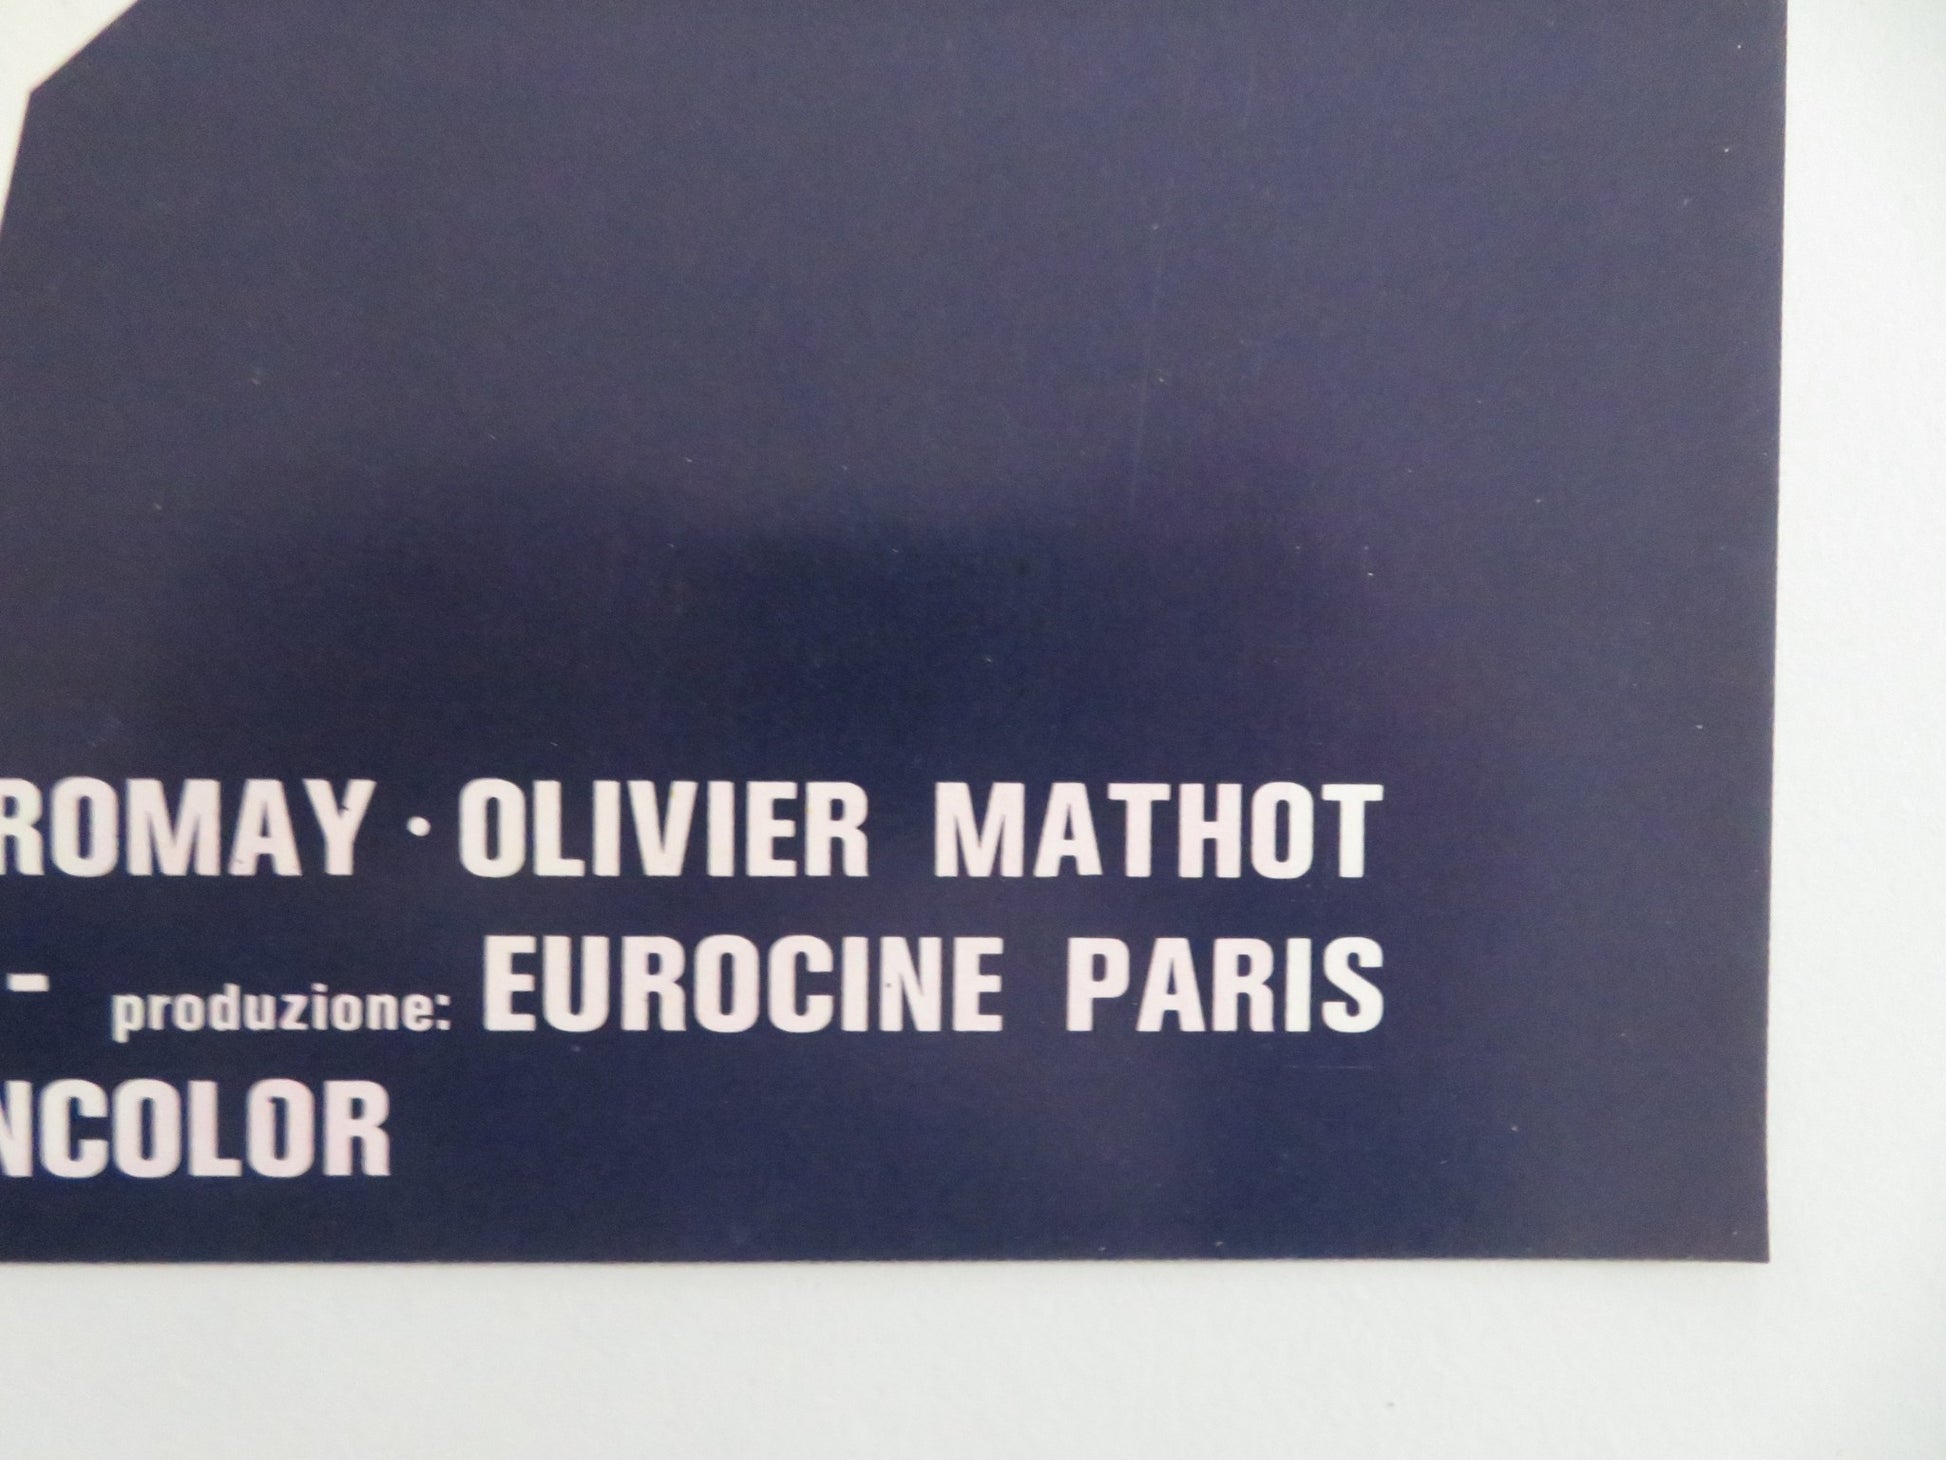 ROMAY · OLIVIER MATHOT
- produzione: EUROCINE PARIS
NCOLOR